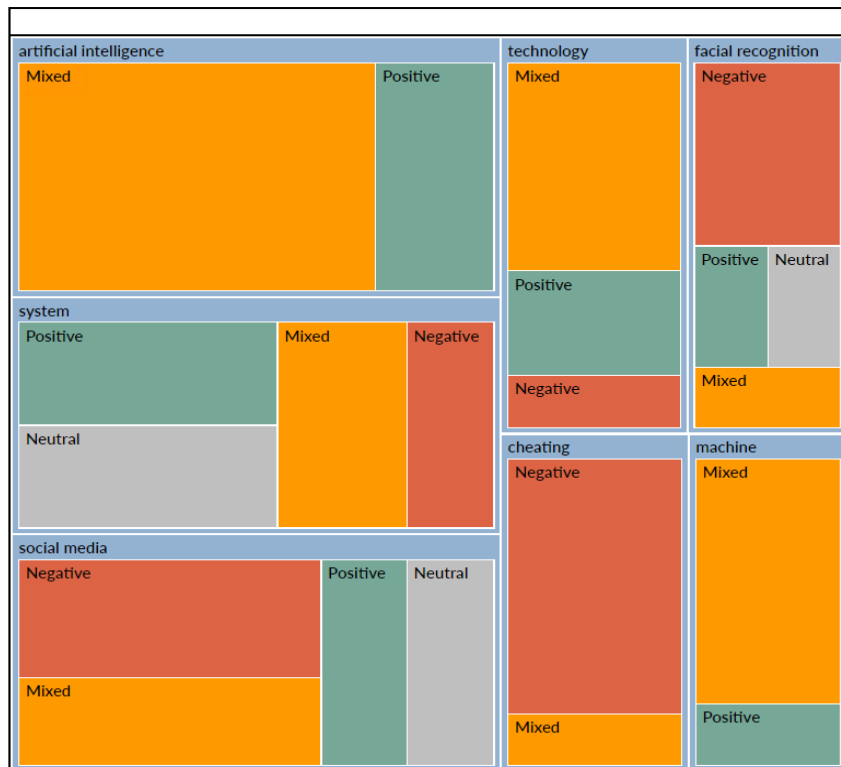 artificial intelligence
Mixed
Positive
system
Positive
Mixed
Negative
Neutral
social media
Negative
Positive
Neutral
Mixed
technology
Mixed
Positive
Negative
facial recognition
Negative
Positive
Neutral
Mixed
cheating
Negative
Mixed
machine
Mixed
Positive